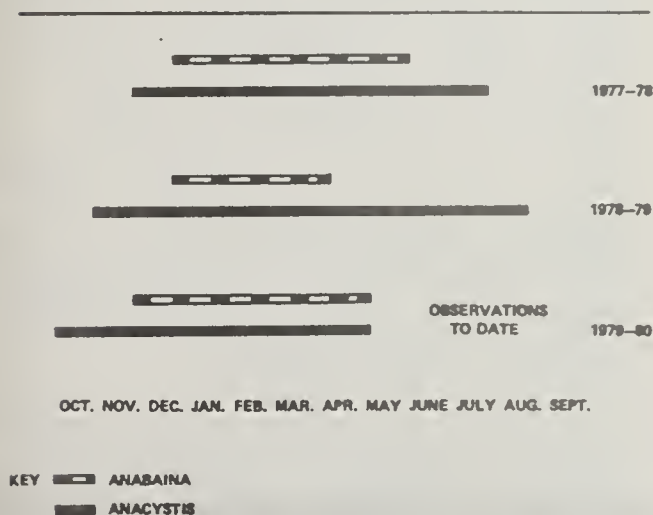 1977–78
1978–79
OBSERVATIONS
TO DATE
1979–80
OCT. NOV. DEC. JAN. FEB. MAR. APR. MAY JUNE JULY AUG. SEPT.
KEY ANABAINA
ANACYSTIS